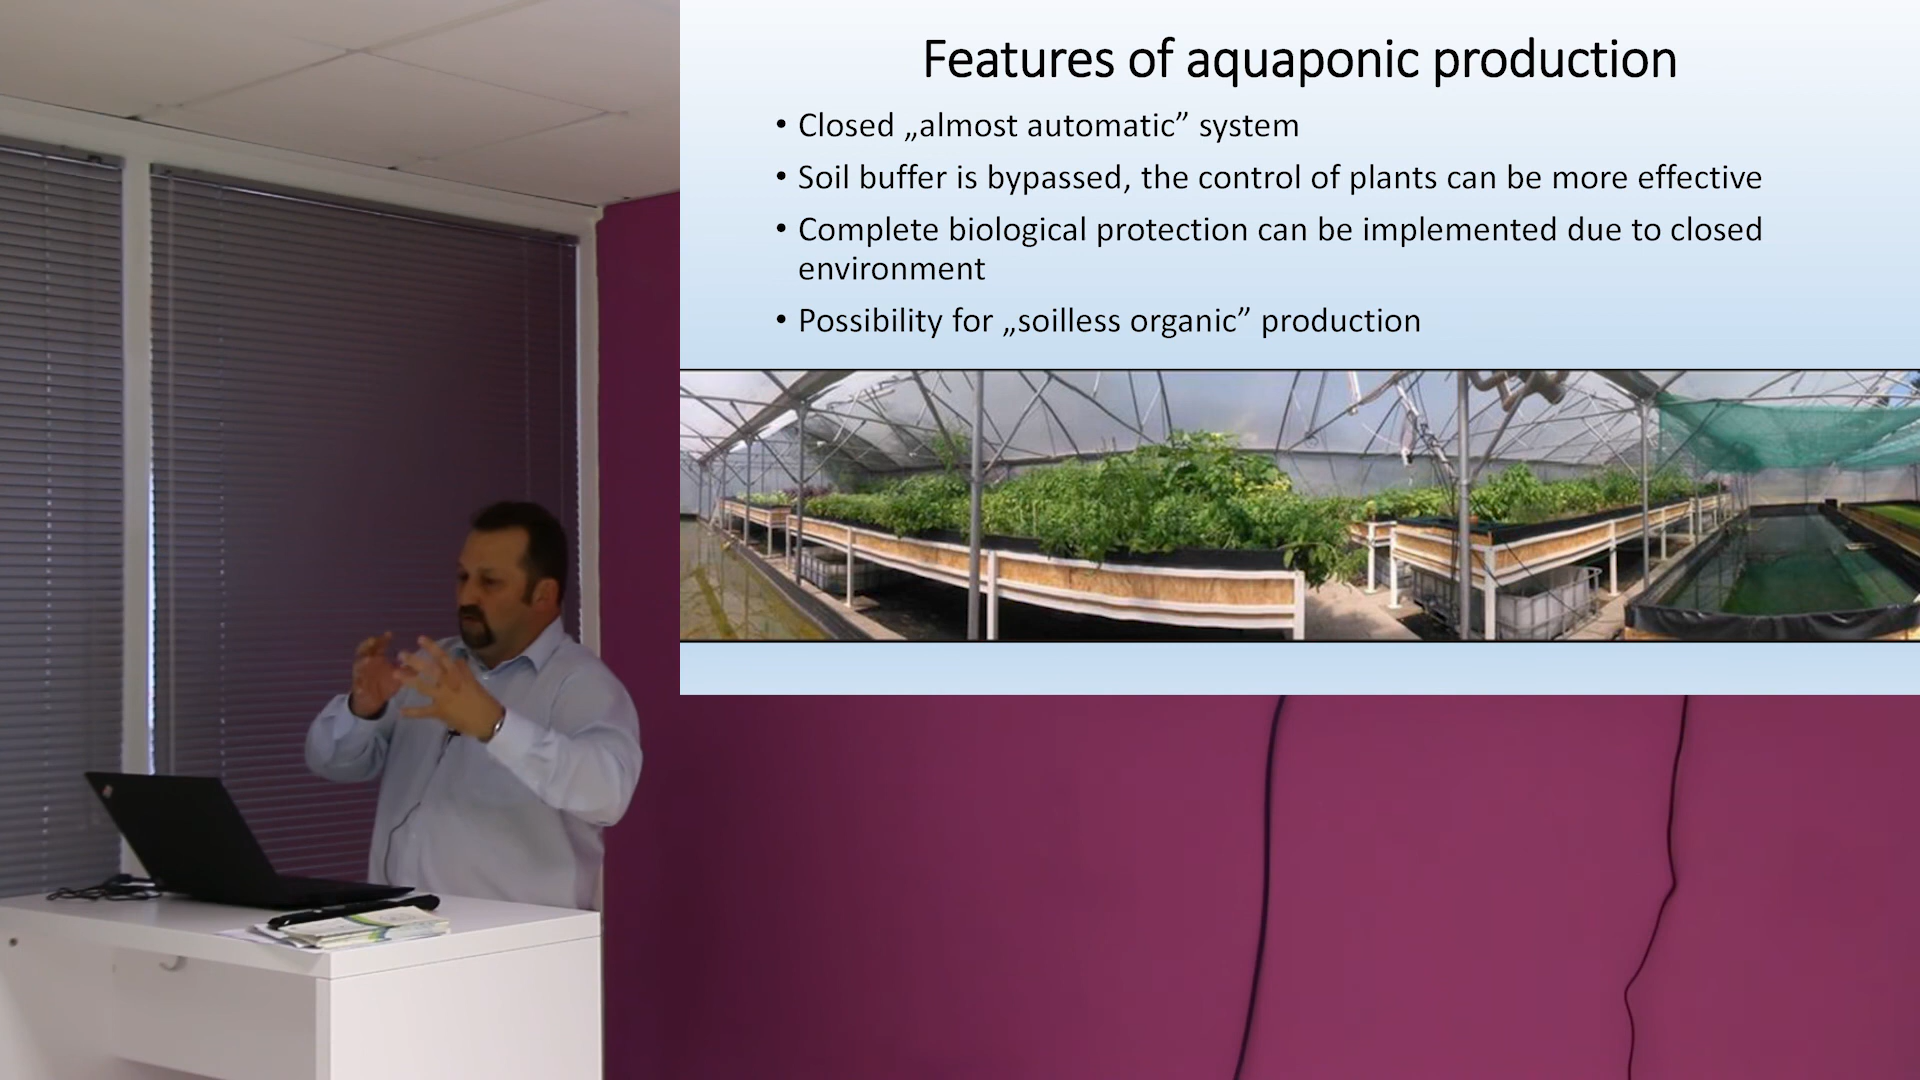 Features of aquaponic production
• Closed „almost automatic” system
• Soil buffer is bypassed, the control of plants can be more effective
• Complete biological protection can be implemented due to closed
environment
• Possibility for „soilless organic” production